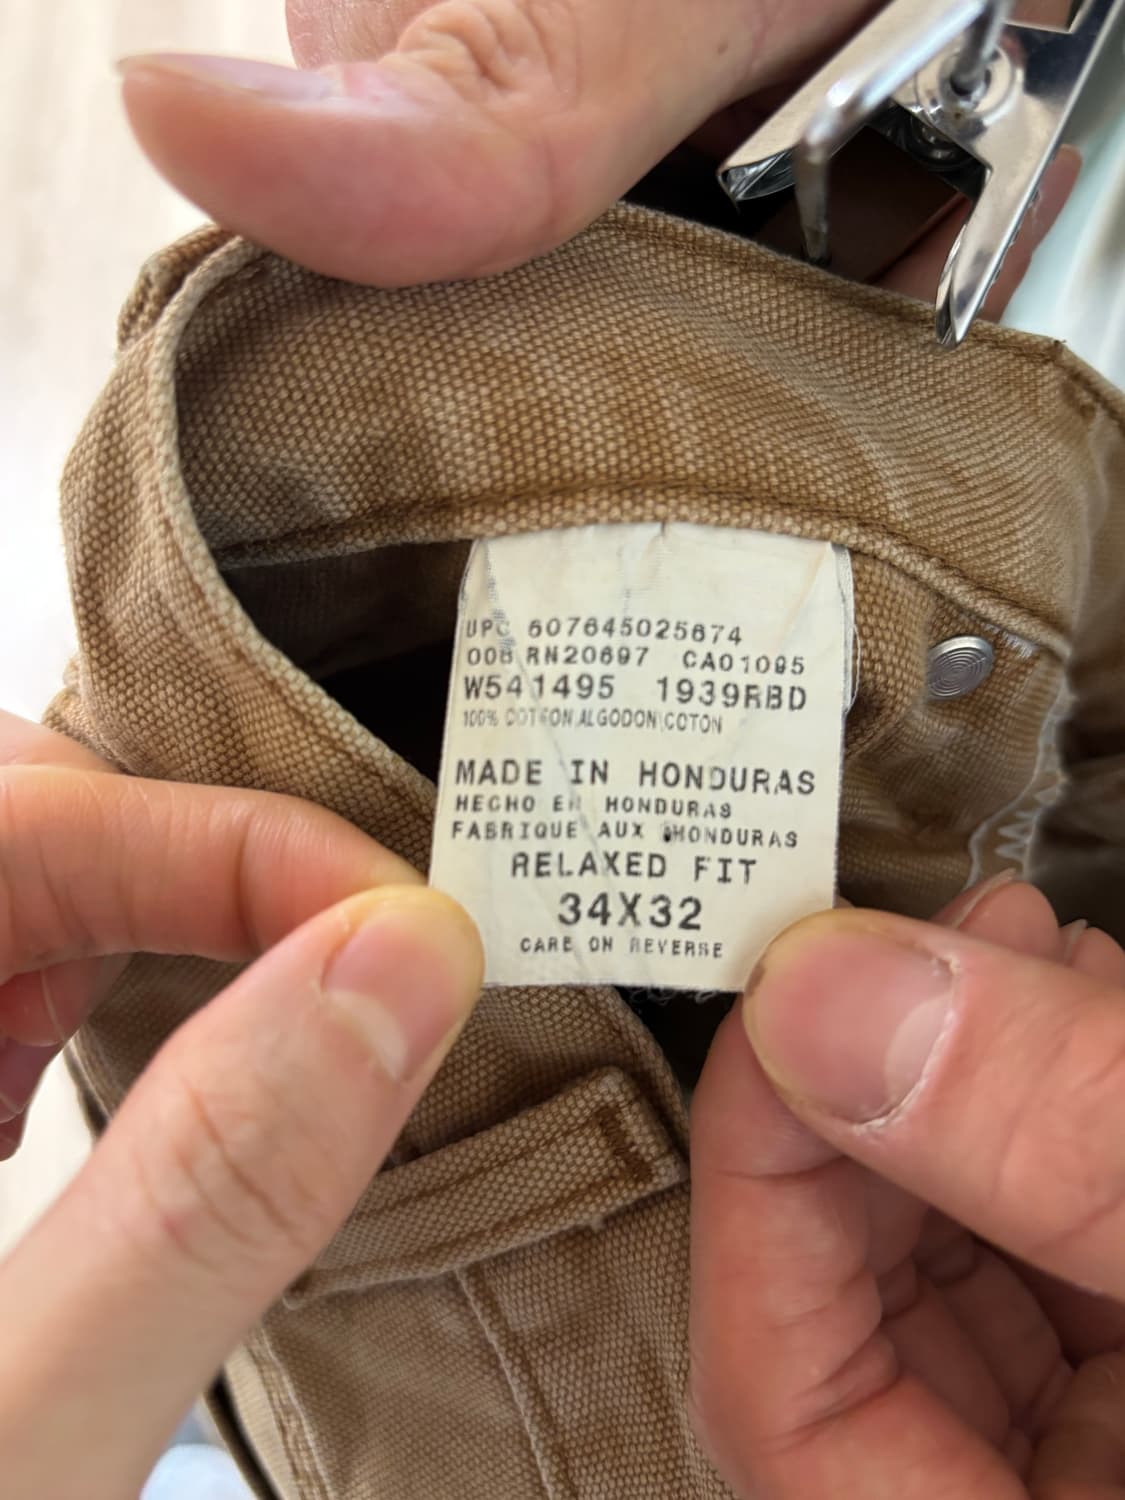 UPC 607645025674
006 RN20697 CA01095
W541495 1939RBD
100% COTTON ALGODON COTON
MADE IN HONDURAS
HECHO EN HONDURAS
FABRIQUE AUX HONDURAS
RELAXED FIT
34X32
CARE ON REVERSE